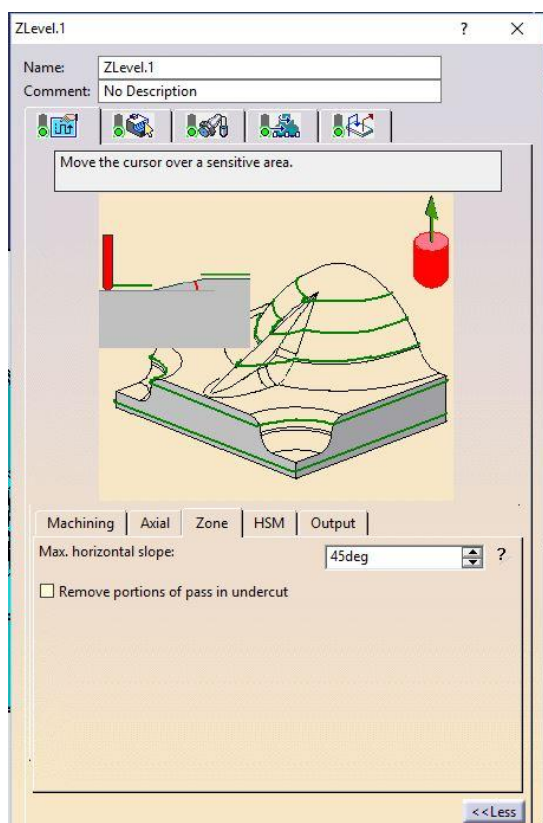 ZLevel.1
?
Name: ZLevel.1
Comment: No Description
Move the cursor over a sensitive area.
Machining Axial Zone HSM Output
Max. horizontal slope: 45deg ?
Remove portions of pass in undercut
<<Less